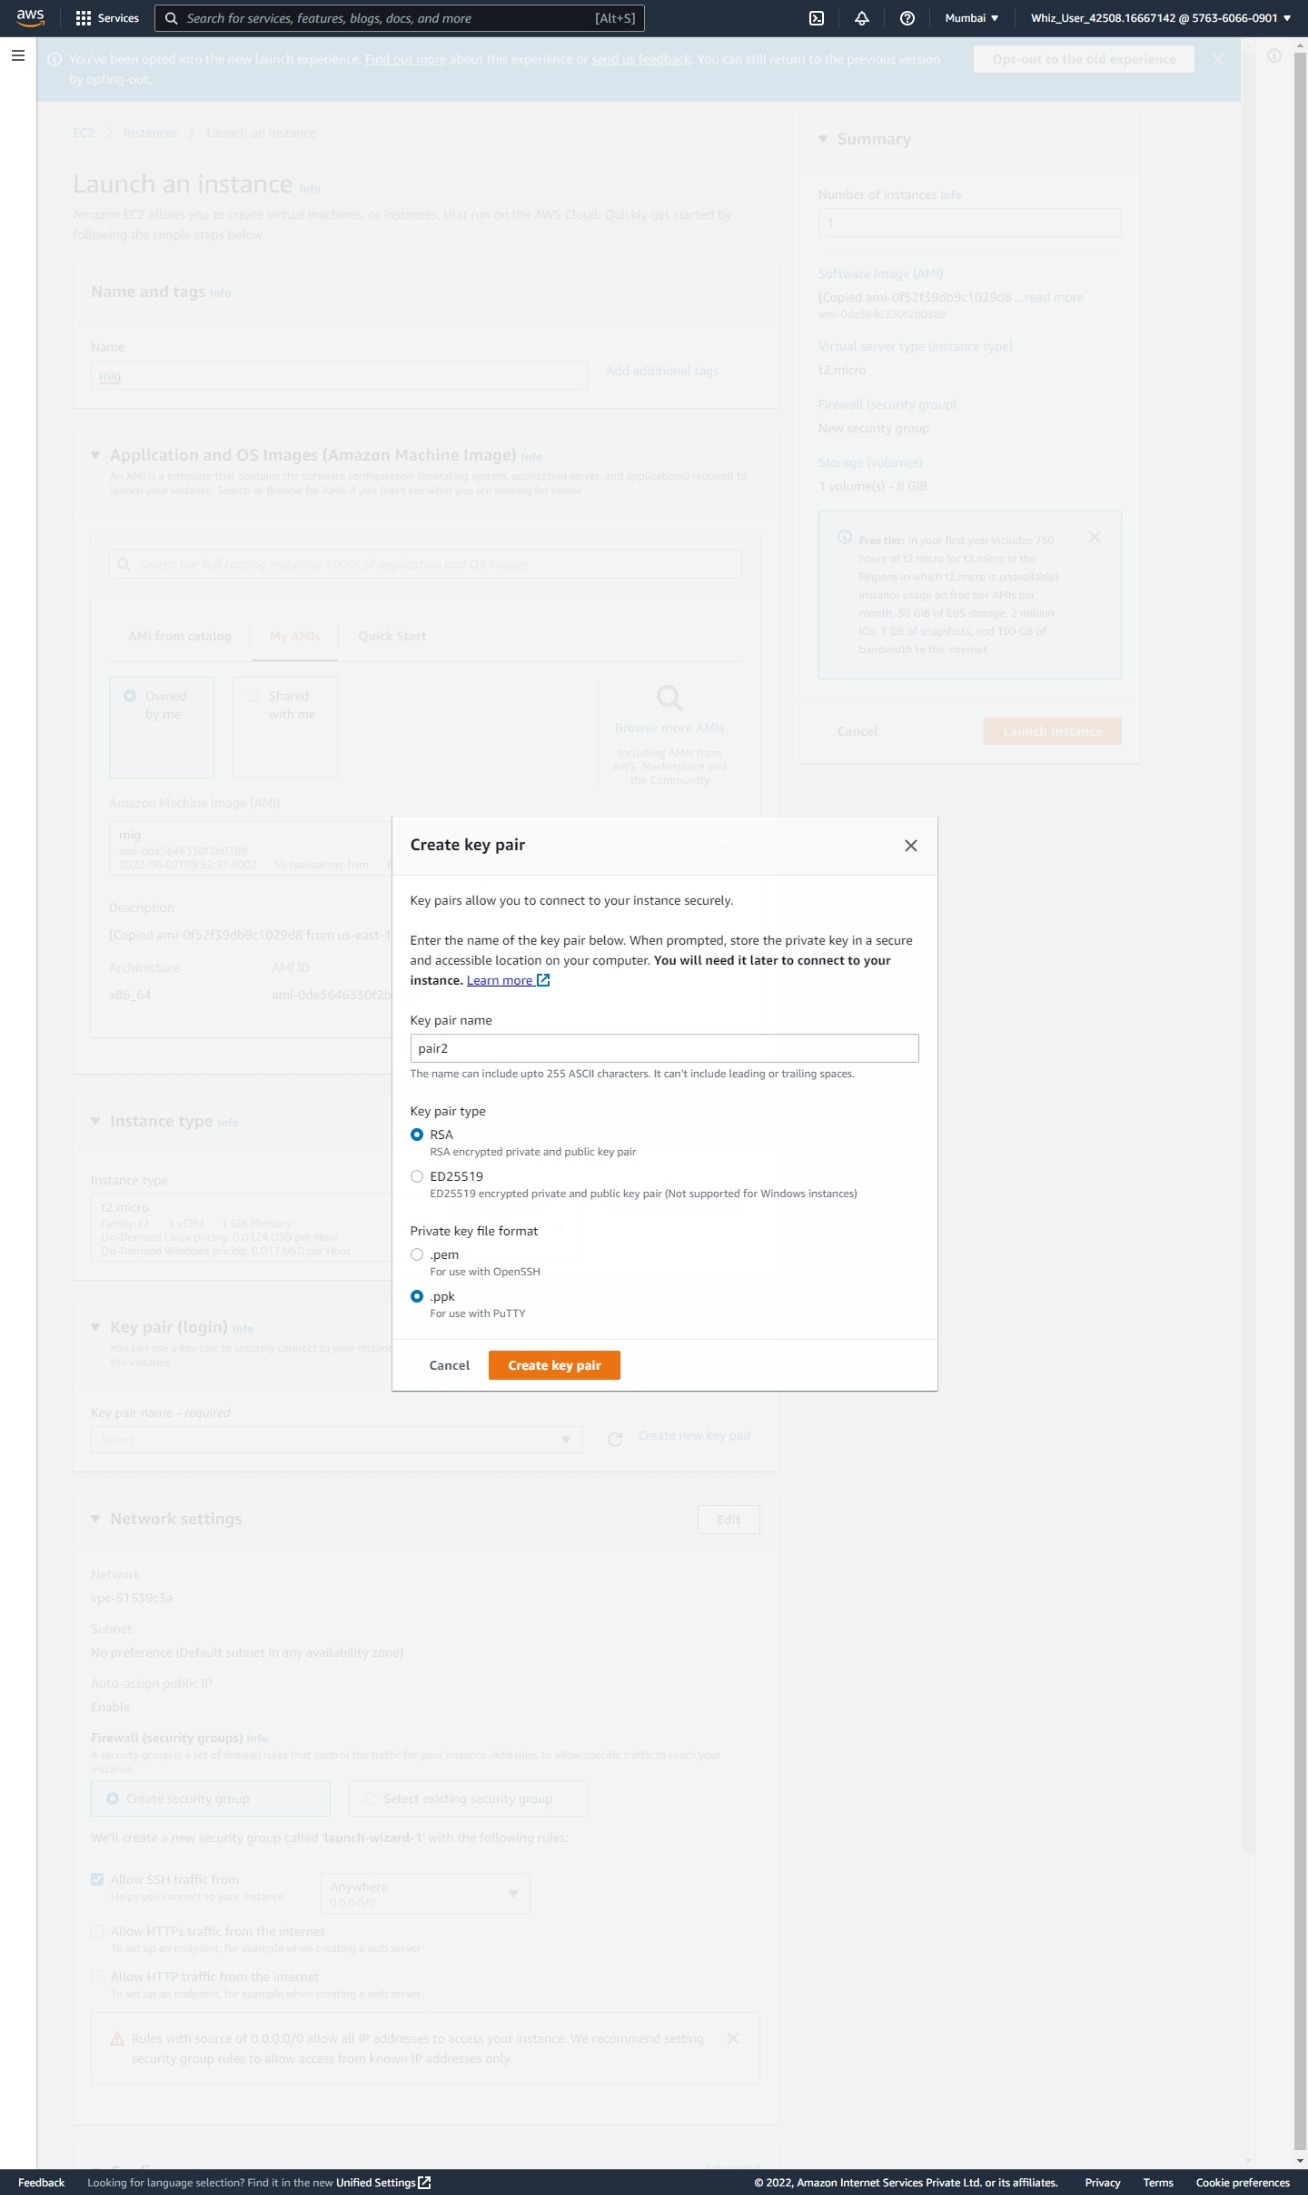 aws
Services
Search for services, features, blogs, docs, and more
[Alt+S]
Mumbai
Whiz_User_42508.16667142 @ 5763-6066-0901
You've been opted into the new launch experience. Find out more about this experience or send us feedback. You can still return to the previous version
by opting-out.
Opt-out to the old experience
EC2
Instances
Launch an instance
Launch an instance Info
Amazon EC2 allows you to create virtual machines, or instances, that run on the AWS Cloud. Quickly get started by
following the simple steps below.
Name and tags Info
Name
mig
Add additional tags
Application and OS Images (Amazon Machine Image) Info
An AMI is a template that contains the software configuration (operating system, application server, and applications) required to
launch your instance. Search or Browse for AMIs if you don't see what you are looking for below
Search our full catalog including 1000s of application and OS images
AMI from catalog
My AMIs
Quick Start
Owned
by me
Shared
with me
Browse more AMIs
Including AMIs from
AWS, Marketplace and
the Community
Amazon Machine Image (AMI)
mig
ami-0de5646330f2b0389
2022-06-02T09:52:37.000Z Virtualization: hvm
Description
[Copied ami-0f52f39db9c1029d8 from us-east-1
Architecture
AMI ID
x86_64
ami-0de5646330f2b
Instance type Info
Instance type
t2.micro
Family: t2 1 vCPU 1 GiB Memory
On-Demand Linux pricing: 0.0124 USD per Hour
On-Demand Windows pricing: 0.017 USD per Hour
Key pair (login) Info
You can use a key pair to securely connect to your instanc
the instance.
Key pair name - required
Select
Create new key pair
Network settings
Edit
Network
vpc-51539c3a
Subnet
No preference (Default subnet in any availability zone)
Auto-assign public IP
Enable
Firewall (security groups) Info
A security group is a set of firewall rules that control the traffic for your instance. Add rules to allow specific traffic to reach your
instance.
Create security group
Select existing security group
We'll create a new security group called 'launch-wizard-1' with the following rules:
Allow SSH traffic from
Helps you connect to your instance
Anywhere
0.0.0.0/0
Allow HTTPs traffic from the internet
To set up an endpoint, for example when creating a web server
Allow HTTP traffic from the internet
To set up an endpoint, for example when creating a web server
Rules with source of 0.0.0.0/0 allow all IP addresses to access your instance. We recommend setting
security group rules to allow access from known IP addresses only.
Summary
Number of instances Info
1
Software Image (AMI)
[Copied ami-0f52f39db9c1029d8 ...read more
ami-0de5646330f2b0389
Virtual server type (instance type)
t2.micro
Firewall (security group)
New security group
Storage (volumes)
1 volume(s) - 8 GiB
Free tier: In your first year includes 750
hours of t2.micro (or t3.micro in the
Regions in which t2.micro is unavailable)
instance usage on free tier AMIs per
month, 30 GiB of EBS storage, 2 million
IOs, 1 GB of snapshots, and 100 GB of
bandwidth to the internet.
Cancel
Launch instance
Create key pair
Key pairs allow you to connect to your instance securely.
Enter the name of the key pair below. When prompted, store the private key in a secure
and accessible location on your computer. You will need it later to connect to your
instance. Learn more
Key pair name
pair2
The name can include upto 255 ASCII characters. It can't include leading or trailing spaces.
Key pair type
RSA
RSA encrypted private and public key pair
ED25519
ED25519 encrypted private and public key pair (Not supported for Windows instances)
Private key file format
.pem
For use with OpenSSH
.ppk
For use with PuTTY
Cancel
Create key pair
Feedback
Looking for language selection? Find it in the new Unified Settings
© 2022, Amazon Internet Services Private Ltd. or its affiliates.
Privacy
Terms
Cookie preferences